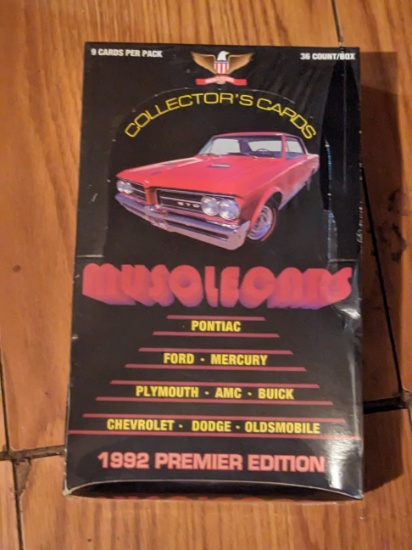 9 CARDS PER PACK
36 COUNT/BOX
COLLECTOR'S CARDS
GTO
MUSCLECARS
PONTIAC
FORD · MERCURY
PLYMOUTH · AMC · BUICK
CHEVROLET · DODGE · OLDSMOBILE
1992 PREMIER EDITION